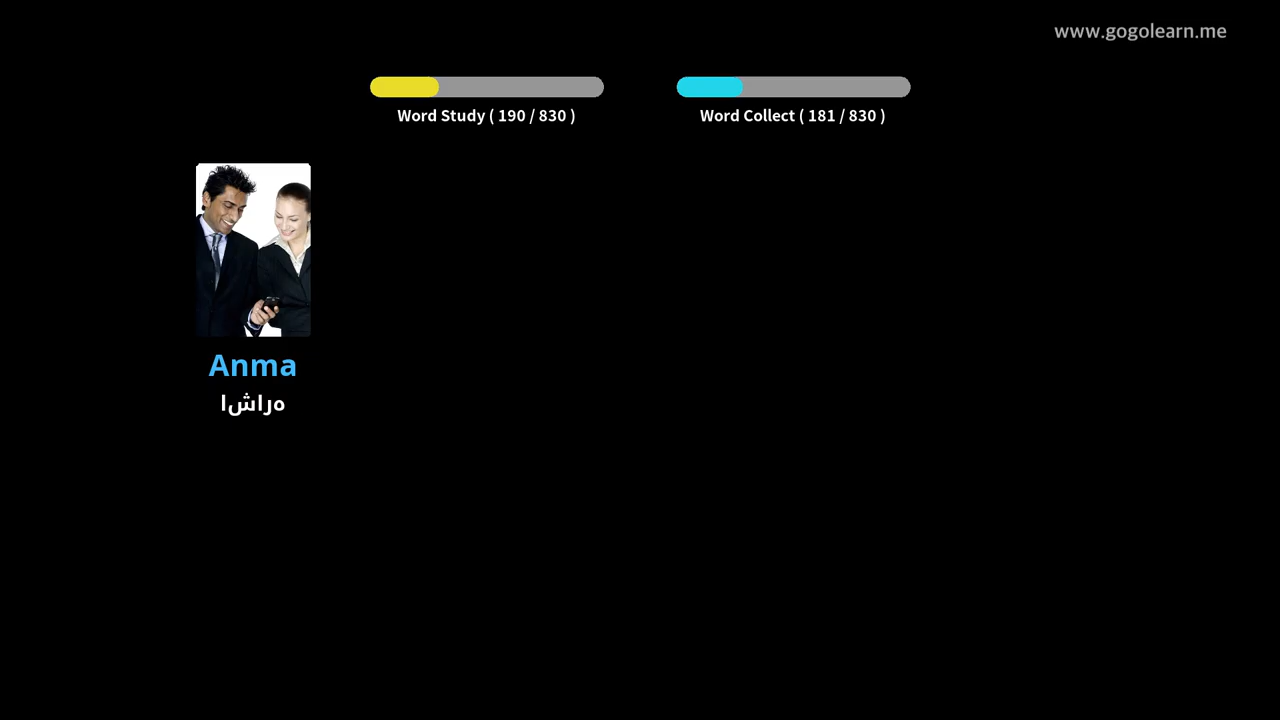 www.gogolearn.me
Word Study ( 190 / 830 )
Word Collect ( 181 / 830 )
Anma
اشاره